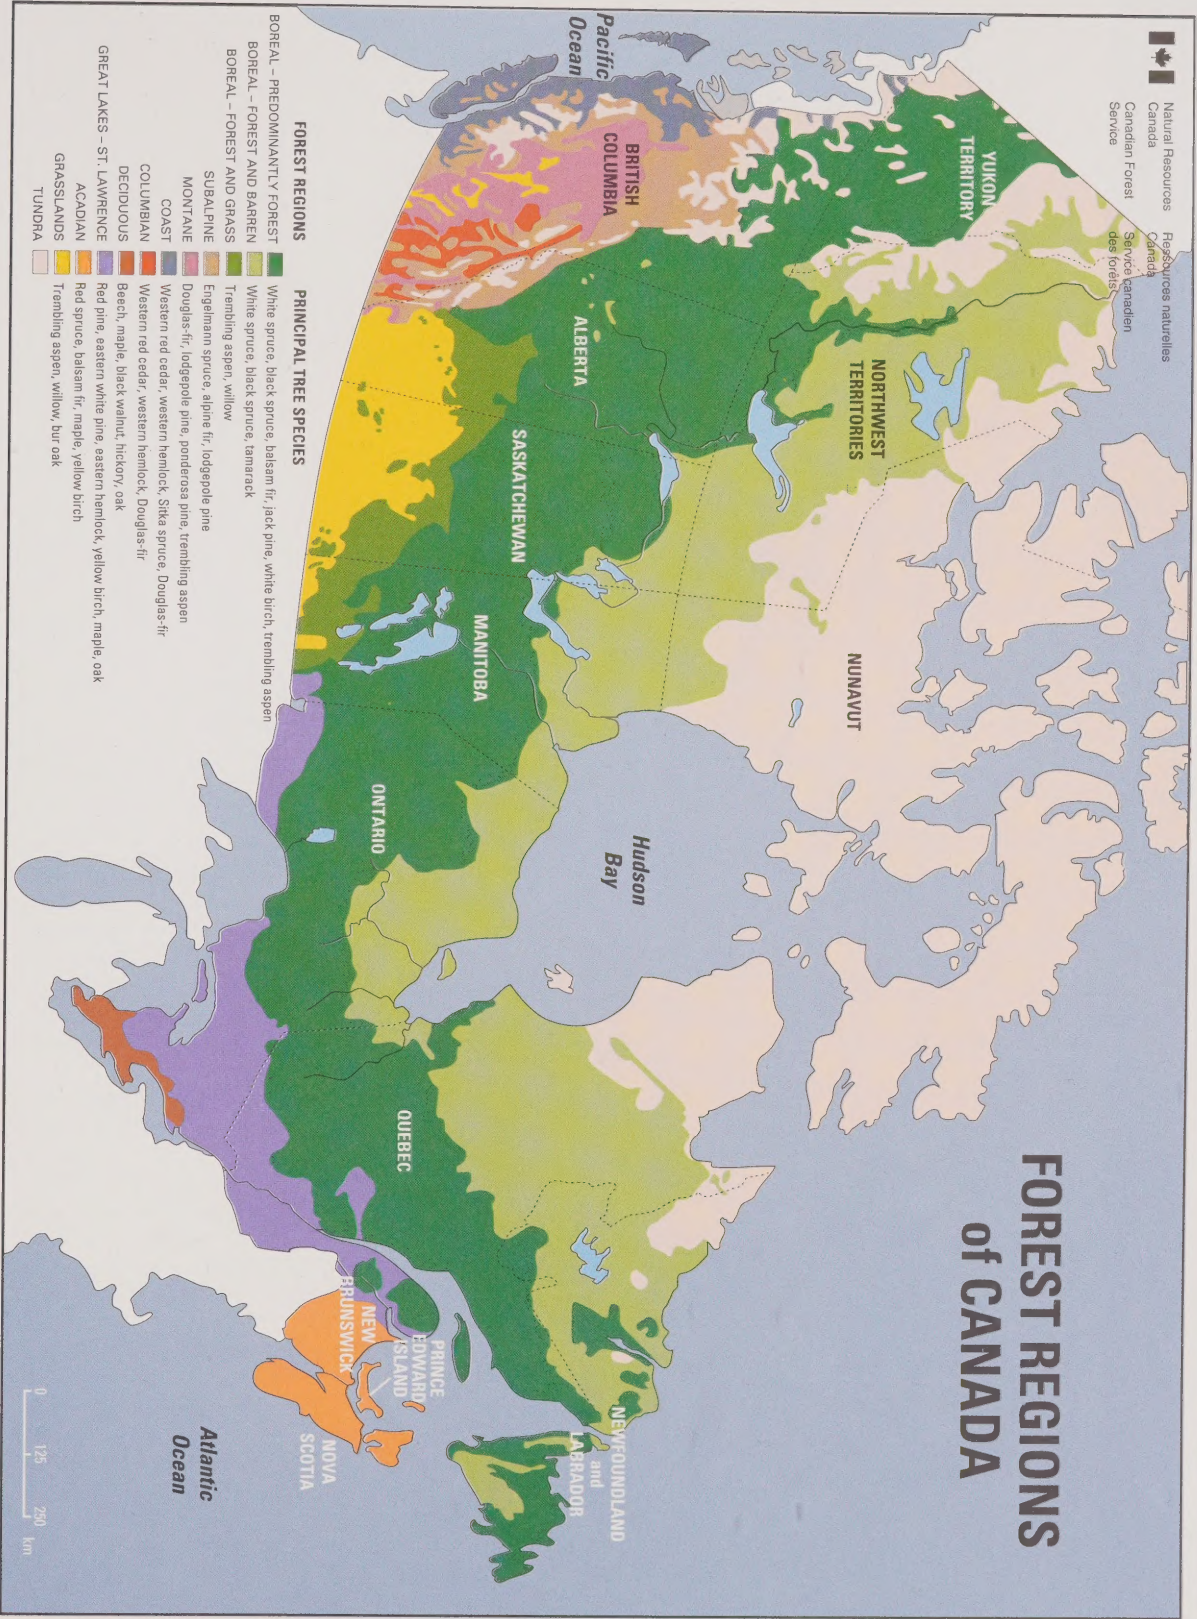 Natural Resources
Canada
Ressources naturelles
Canada
Canadian Forest
Service
Service canadien
des forêts
FOREST REGIONS
of CANADA
YUKON
TERRITORY
NORTHWEST
TERRITORIES
NUNAVUT
Pacific
Ocean
BRITISH
COLUMBIA
ALBERTA
SASKATCHEWAN
MANITOBA
Hudson
Bay
ONTARIO
QUEBEC
NEWFOUNDLAND
and
LABRADOR
PRINCE
EDWARD
ISLAND
NEW
BRUNSWICK
NOVA
SCOTIA
Atlantic
Ocean
FOREST REGIONS PRINCIPAL TREE SPECIES
BOREAL – PREDOMINANTLY FOREST White spruce, black spruce, balsam fir, jack pine, white birch, trembling aspen
BOREAL – FOREST AND BARREN White spruce, black spruce, tamarack
BOREAL – FOREST AND GRASS Trembling aspen, willow
SUBALPINE Engelmann spruce, alpine fir, lodgepole pine
MONTANE Douglas-fir, lodgepole pine, ponderosa pine, trembling aspen
COAST Western red cedar, western hemlock, Sitka spruce, Douglas-fir
COLUMBIAN Western red cedar, western hemlock, Douglas-fir
DECIDUOUS Beech, maple, black walnut, hickory, oak
GREAT LAKES – ST. LAWRENCE Red pine, eastern white pine, eastern hemlock, yellow birch, maple, oak
ACADIAN Red spruce, balsam fir, maple, yellow birch
GRASSLANDS Trembling aspen, willow, bur oak
TUNDRA
0 125 250
km